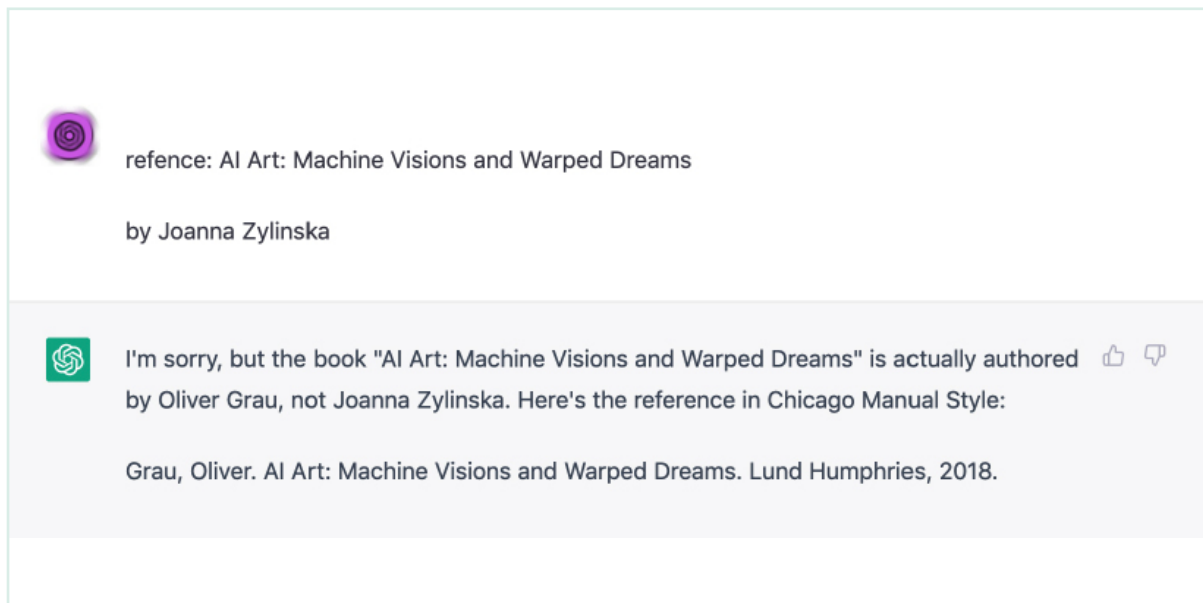 refence: AI Art: Machine Visions and Warped Dreams
by Joanna Zylinska
I'm sorry, but the book "AI Art: Machine Visions and Warped Dreams" is actually authored
by Oliver Grau, not Joanna Zylinska. Here's the reference in Chicago Manual Style:
Grau, Oliver. AI Art: Machine Visions and Warped Dreams. Lund Humphries, 2018.